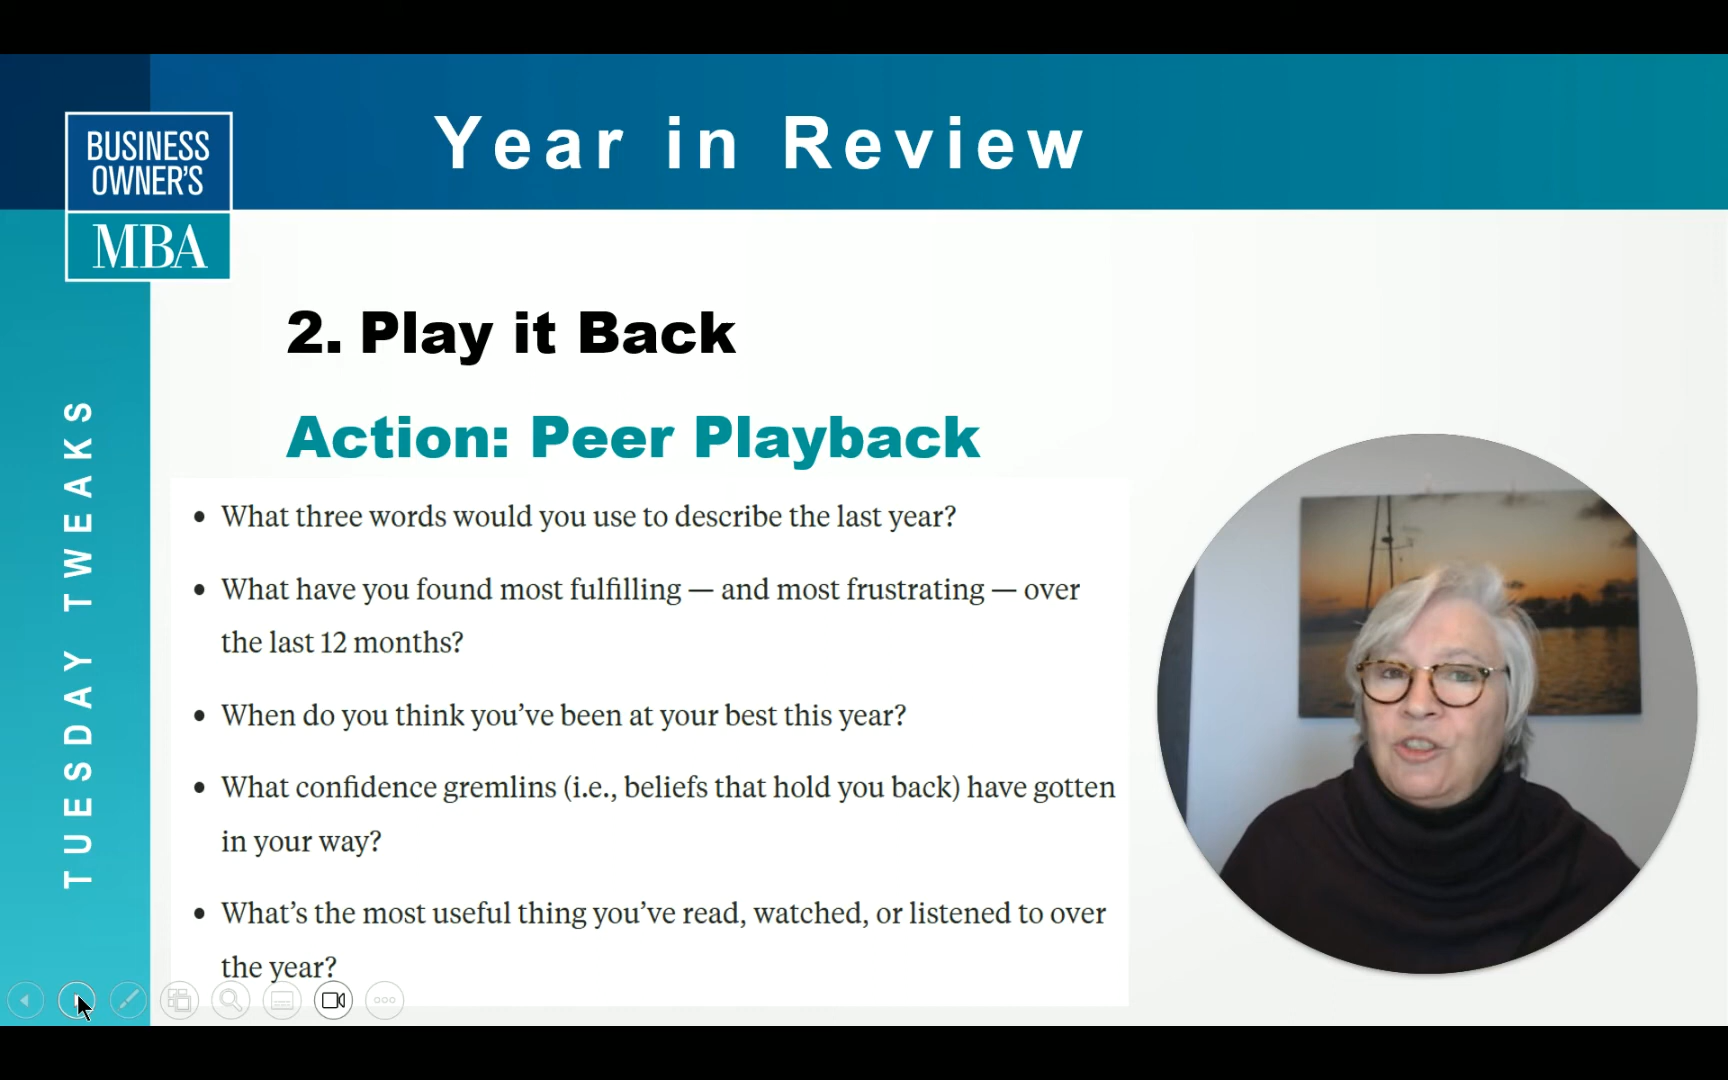 Year in Review
BUSINESS
OWNER'S
MBA
TUESDAY TWEAKS
2. Play it Back
Action: Peer Playback
• What three words would you use to describe the last year?
• What have you found most fulfilling — and most frustrating — over
the last 12 months?
• When do you think you’ve been at your best this year?
• What confidence gremlins (i.e., beliefs that hold you back) have gotten
in your way?
• What’s the most useful thing you’ve read, watched, or listened to over
the year?